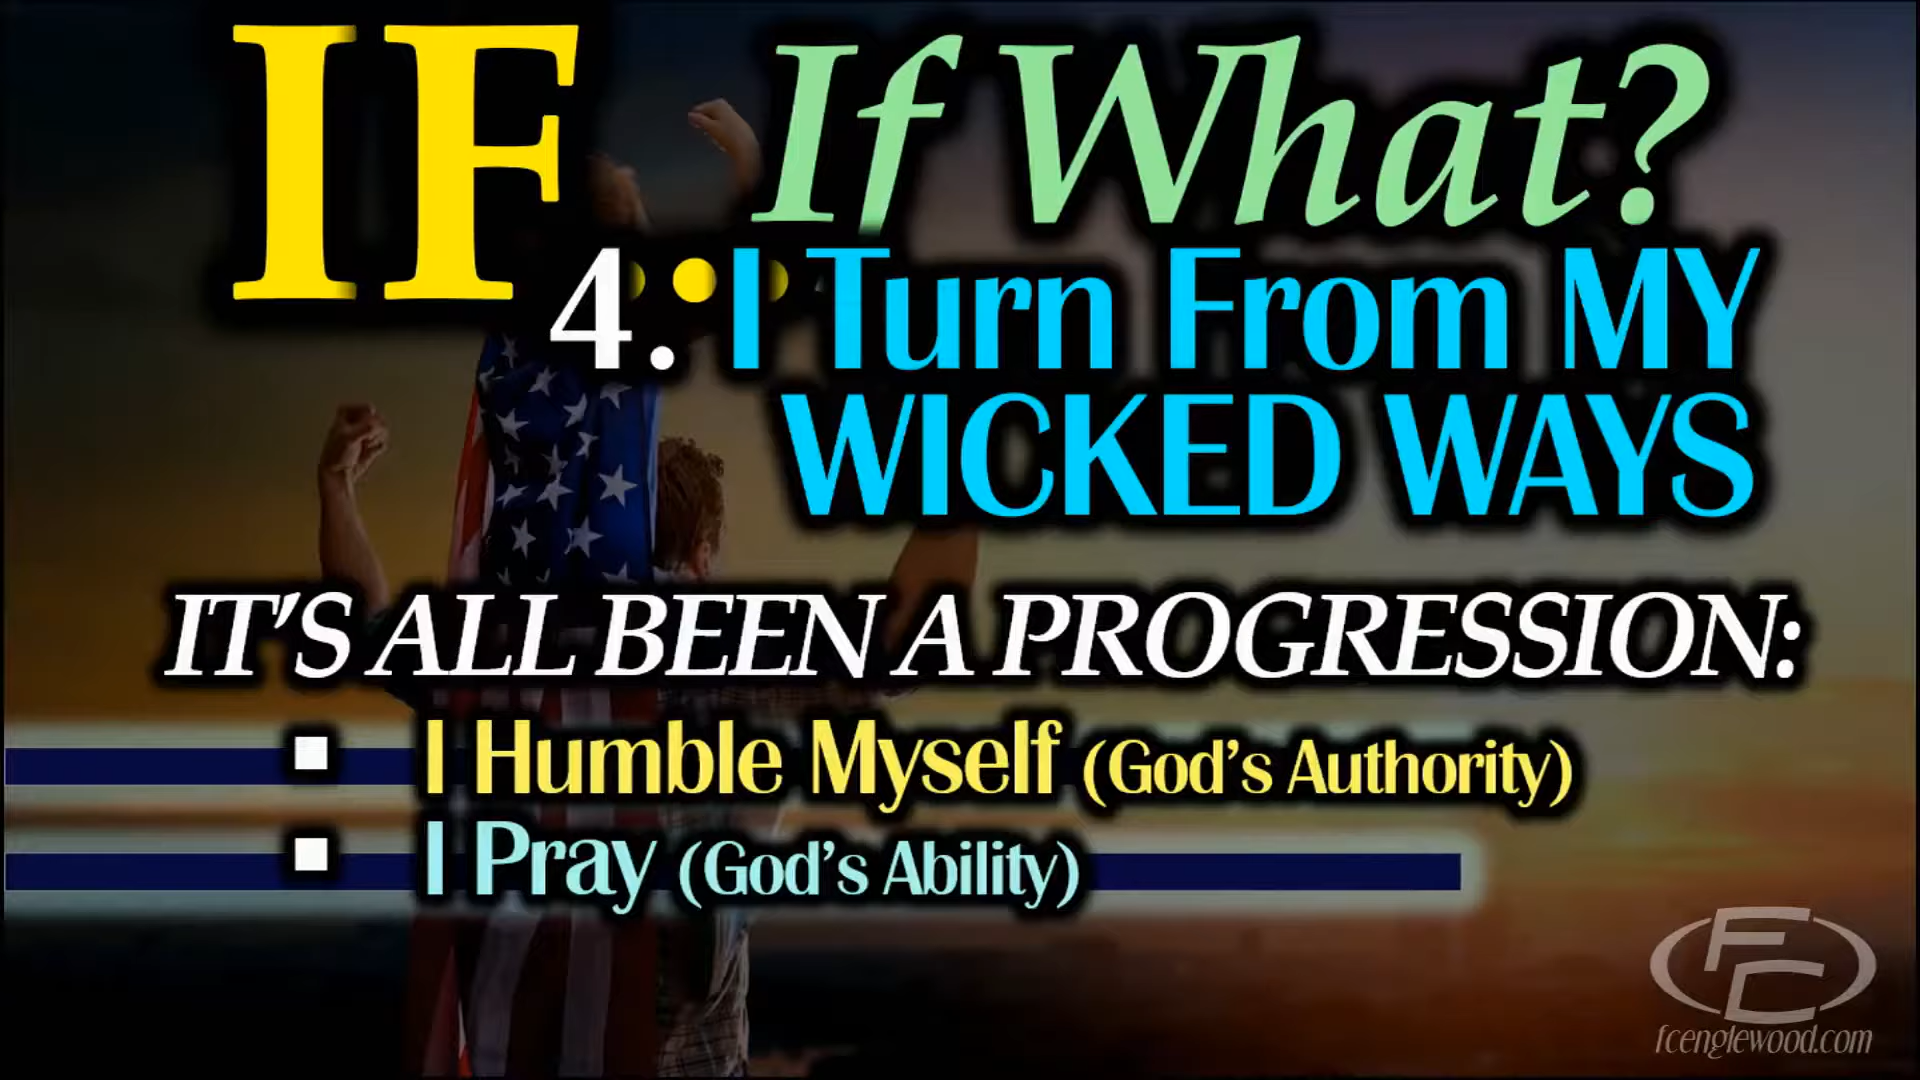 IF...
If What?
4. I Turn From MY
WICKED WAYS
IT'S ALL BEEN A PROGRESSION:
▪ I Humble Myself (God's Authority)
▪ I Pray (God's Ability)
FC
fcenglewood.com